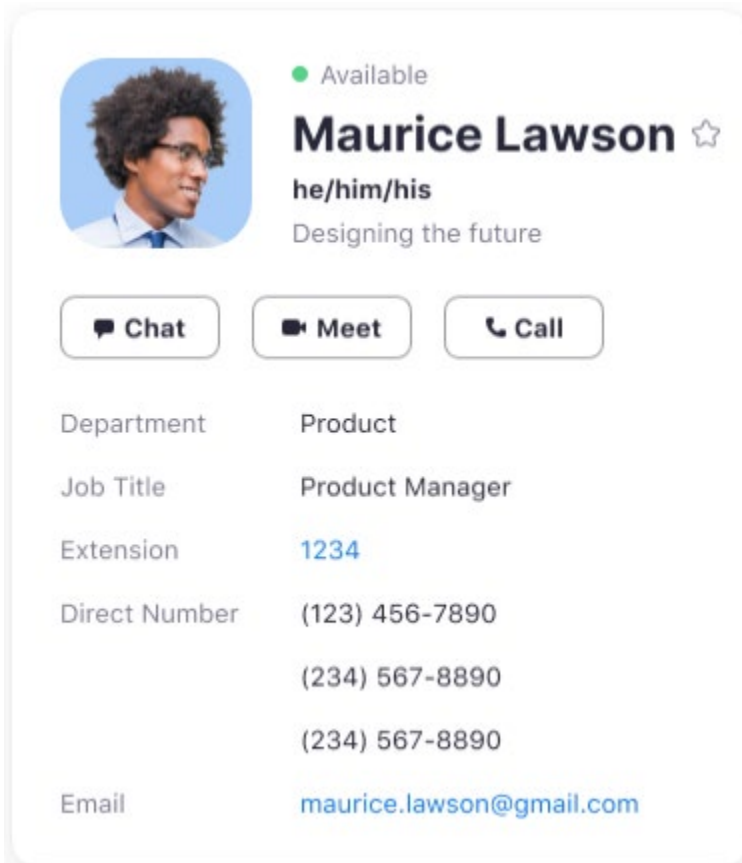 Available
Maurice Lawson
he/him/his
Designing the future
Chat Meet Call
Department Product
Job Title Product Manager
Extension 1234
Direct Number (123) 456-7890
(234) 567-8890
(234) 567-8890
Email maurice.lawson@gmail.com